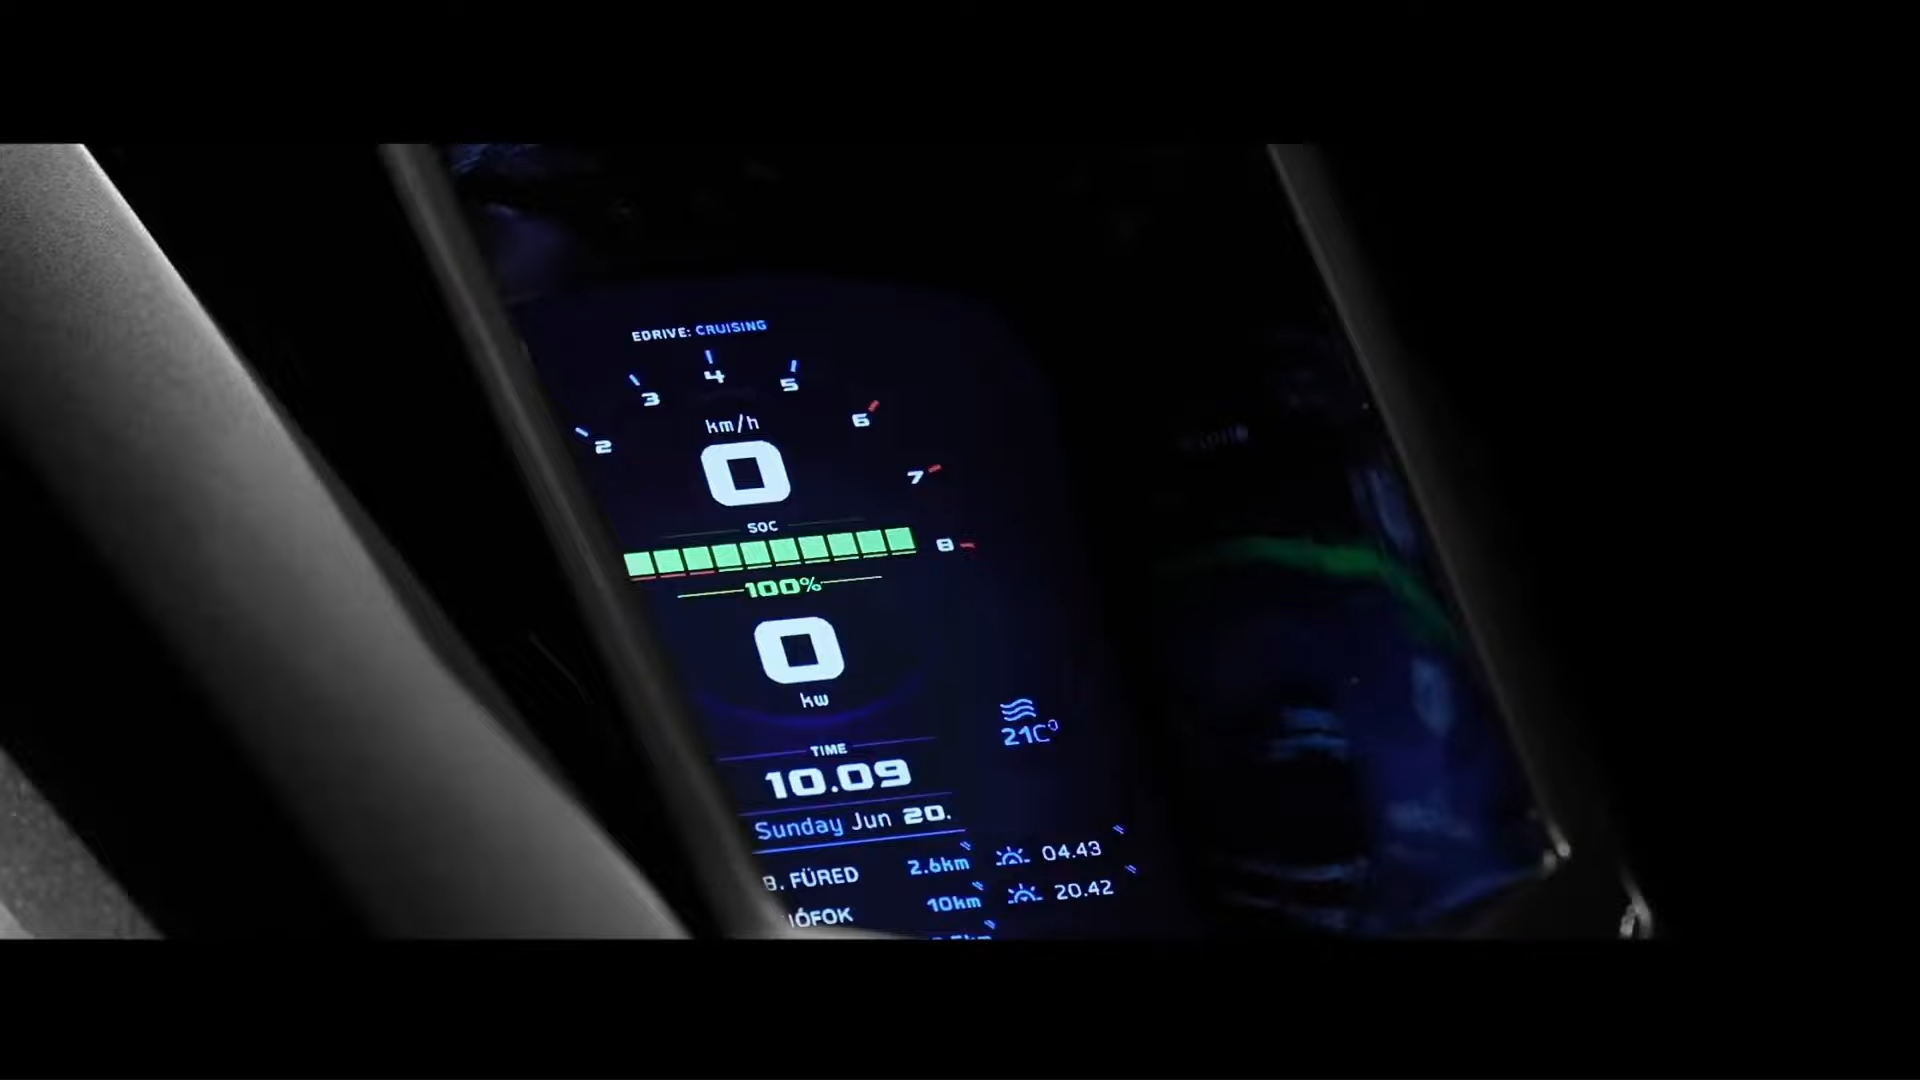 EDRIVE: CRUISING
2 3 4 5 6 7 8
km/h
0
SOC
100%
0
kw
21C°
TIME
10.09
Sunday Jun 20.
B. FÜRED 2.6km 04.43
10km 20.42